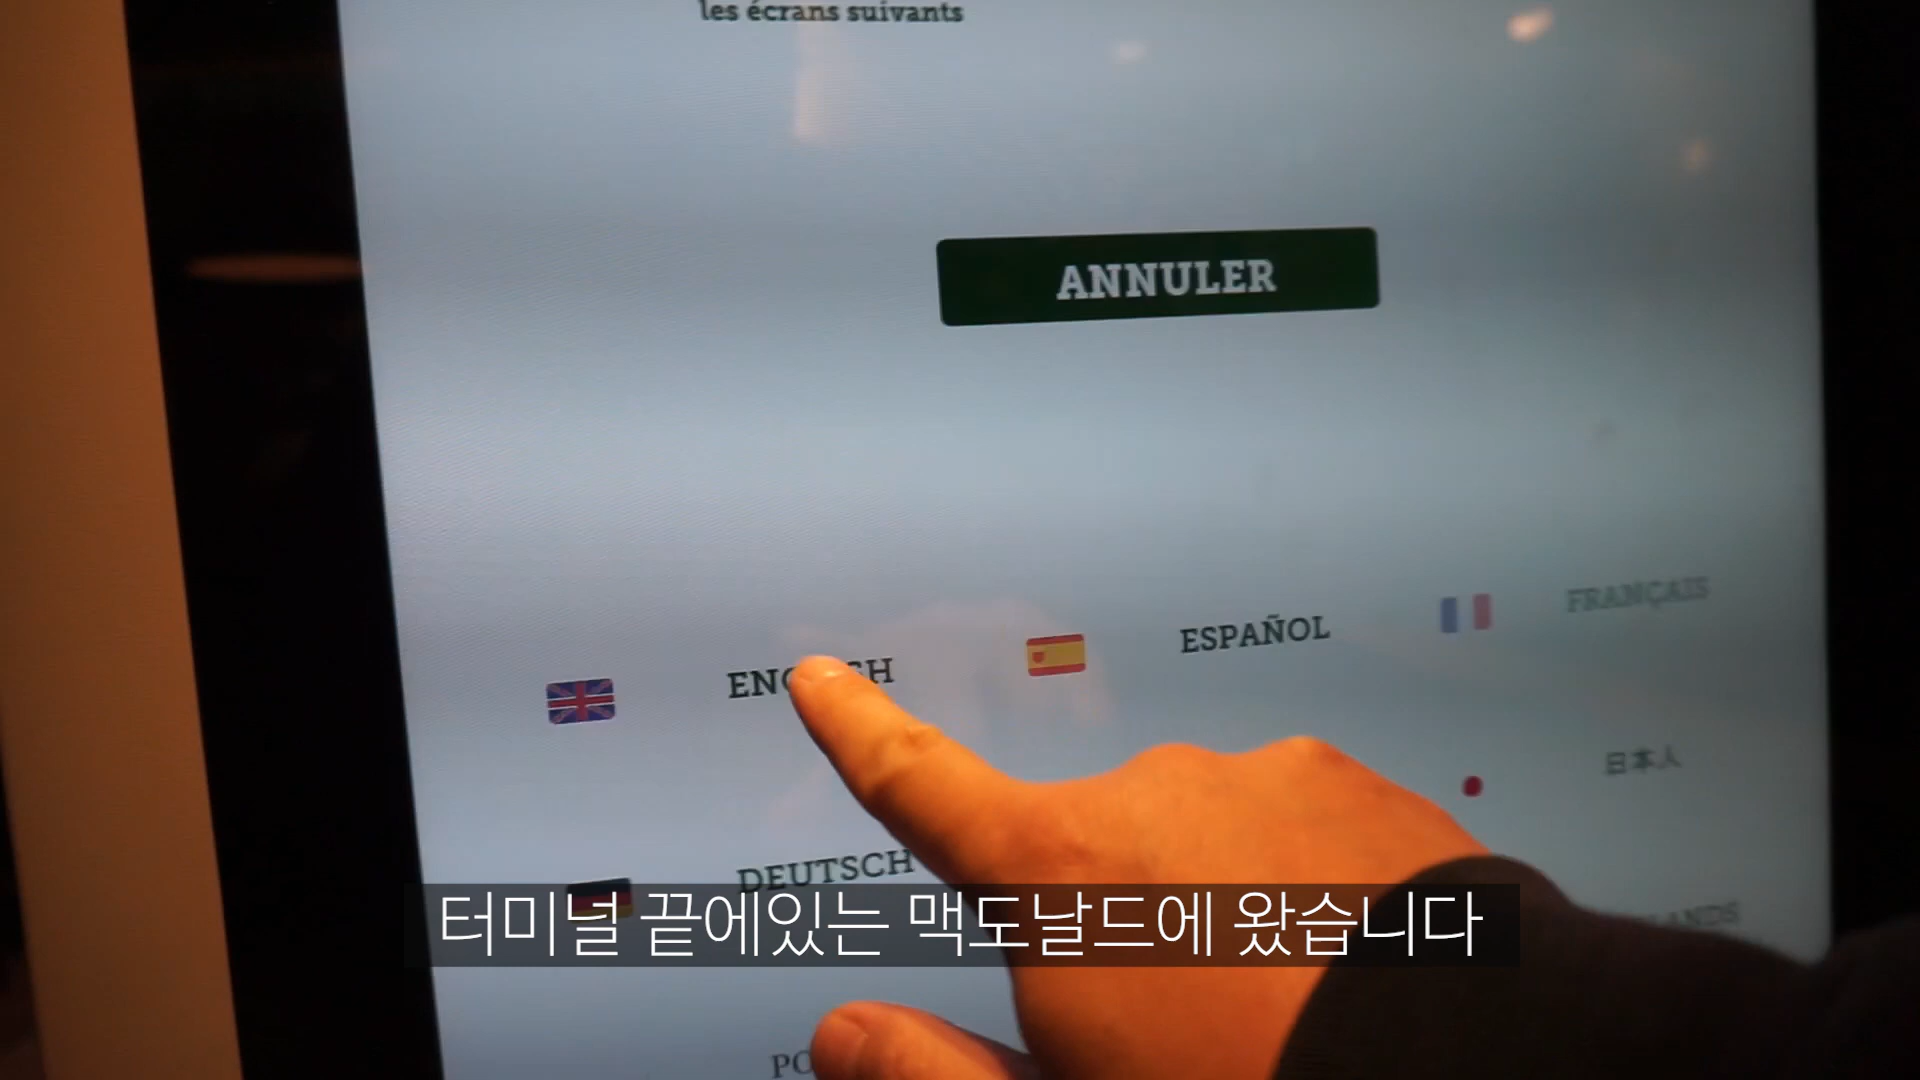 les écrans suivants
ANNULER
ENGLISH
ESPAÑOL
FRANÇAIS
日本人
DEUTSCH
터미널 끝에있는 맥도날드에 왔습니다